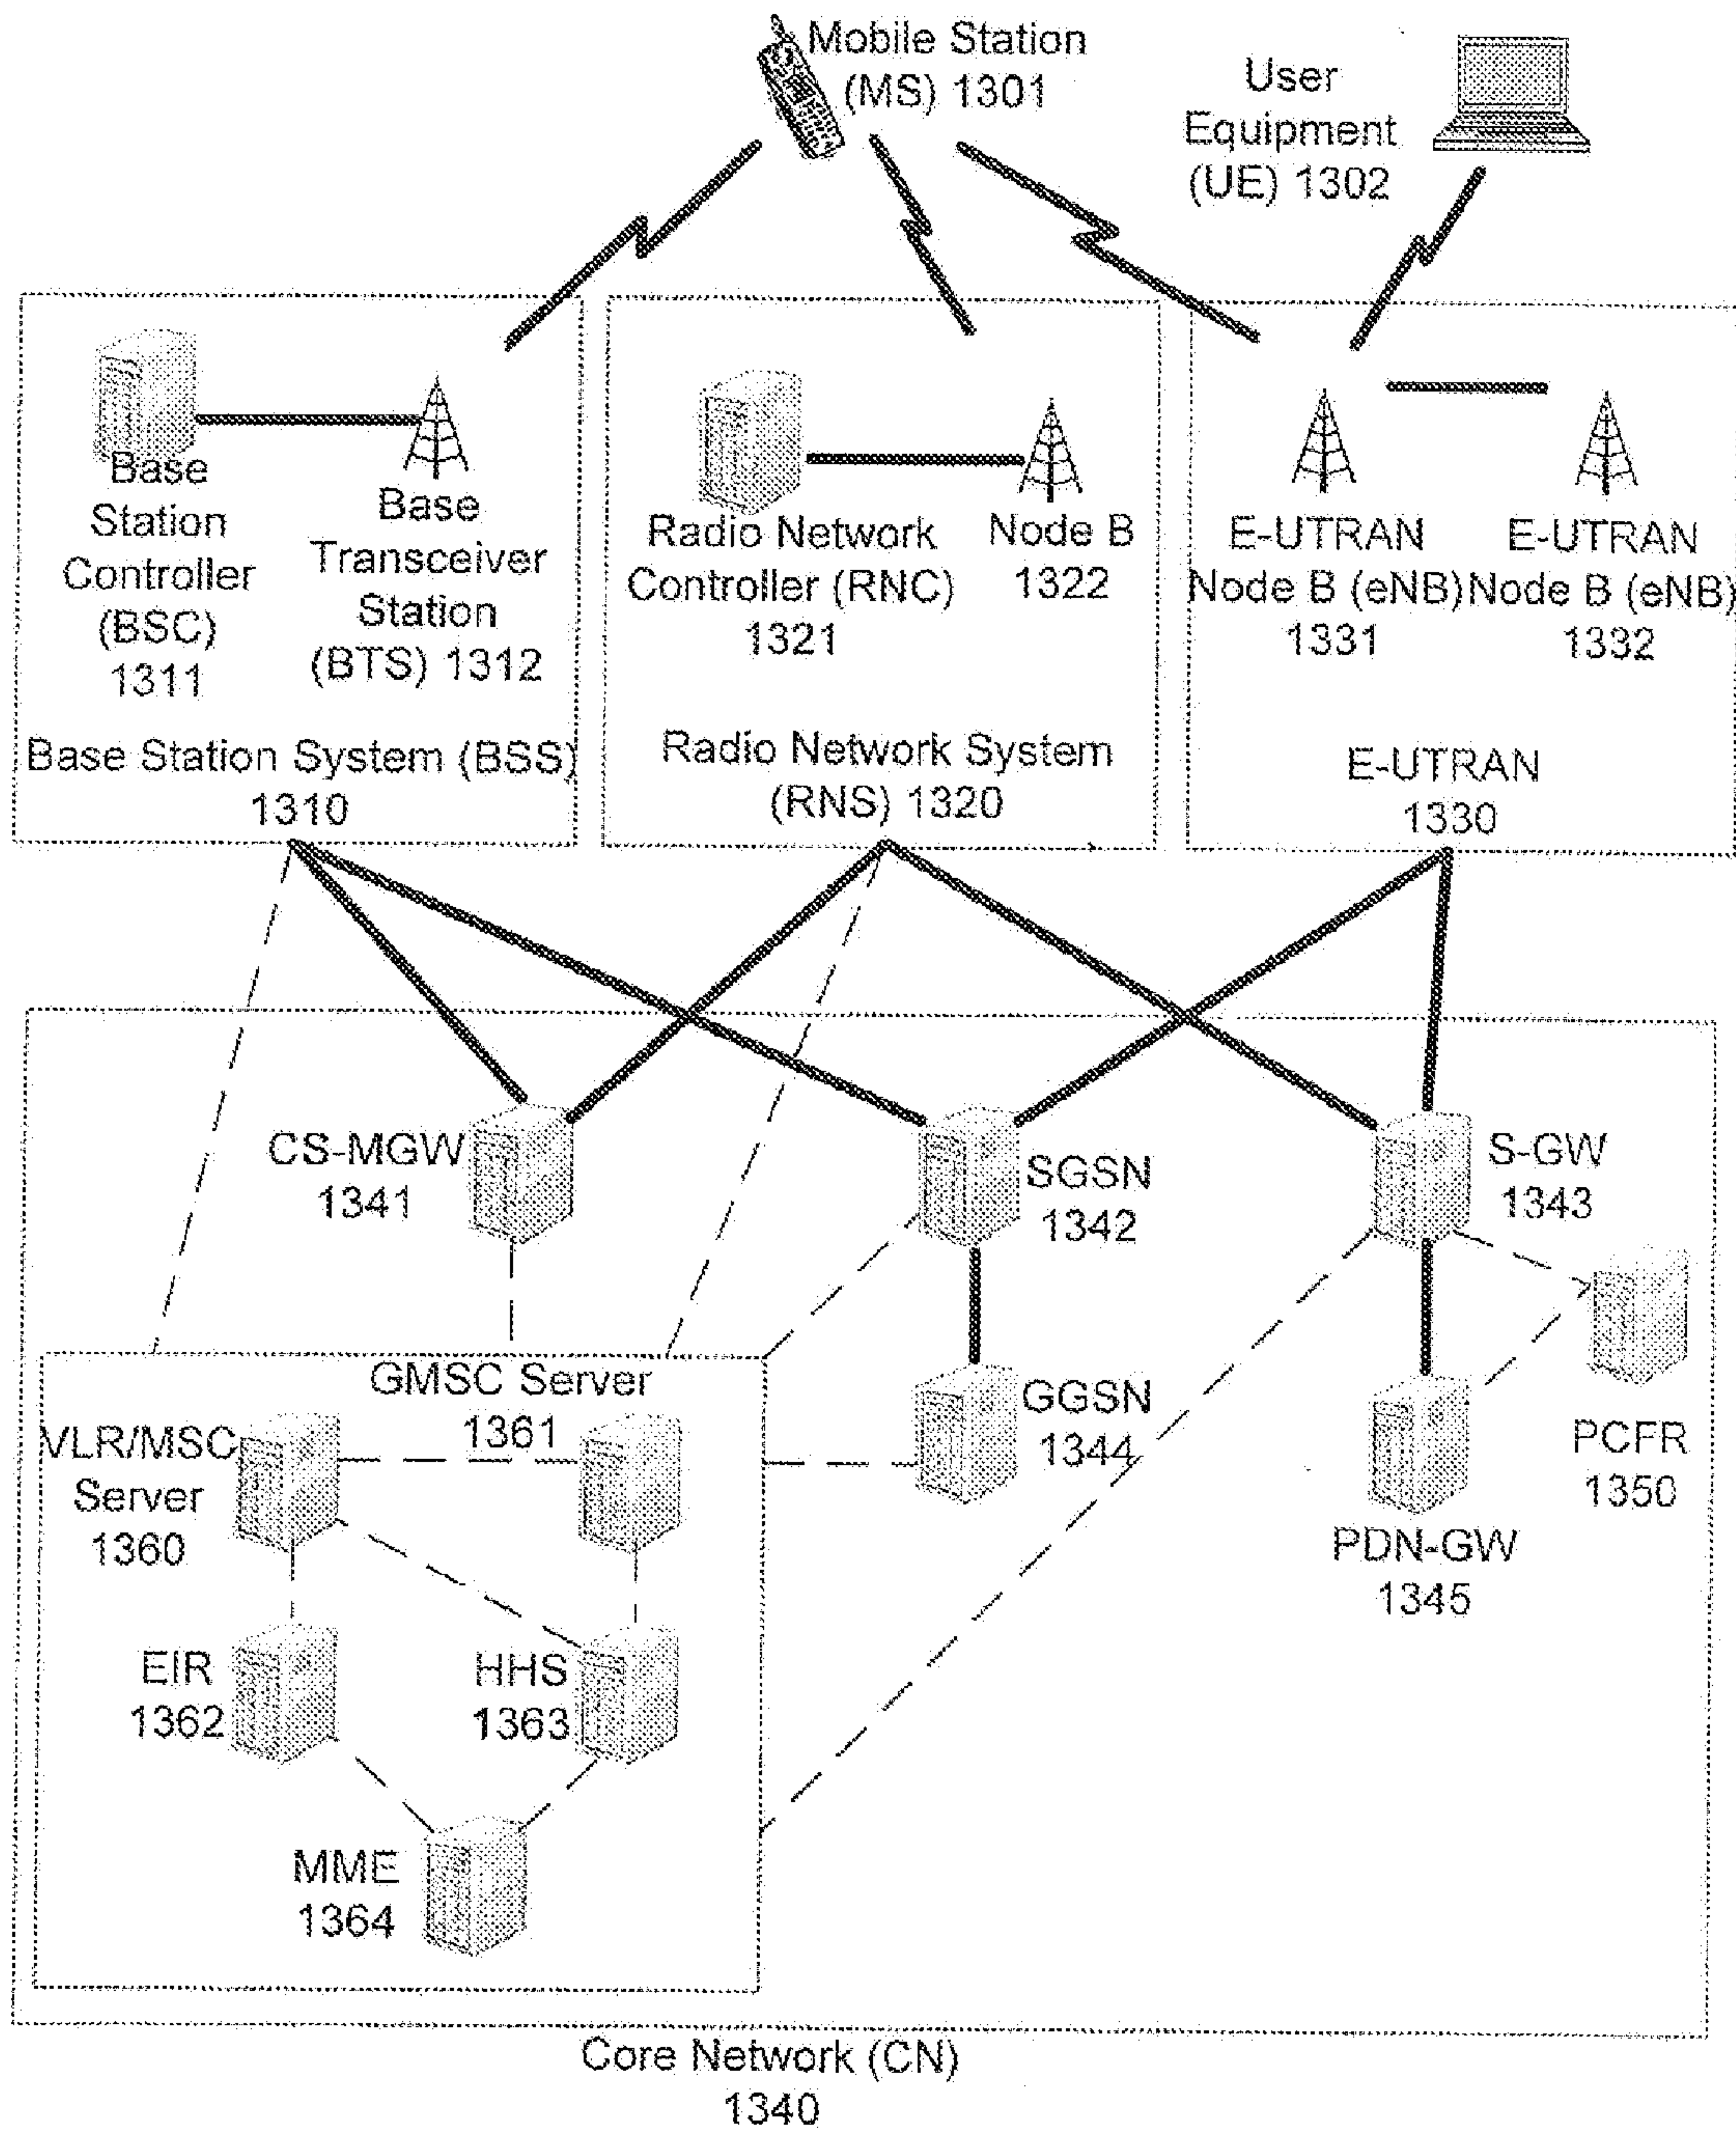 Mobile Station
(MS) 1301
User
Equipment
(UE) 1302
Base
Station
Controller
(BSC)
1311
Base
Transceiver
Station
(BTS) 1312
Base Station System (BSS)
1310
Radio Network
Controller (RNC)
1321
Node B
1322
Radio Network System
(RNS) 1320
E-UTRAN
Node B (eNB)
1331
E-UTRAN
Node B (eNB)
1332
E-UTRAN
1330
CS-MGW
1341
SGSN
1342
S-GW
1343
GMSC Server
1361
VLR/MSC
Server
1360
GGSN
1344
PCFR
1350
PDN-GW
1345
EIR
1362
HHS
1363
MME
1364
Core Network (CN)
1340